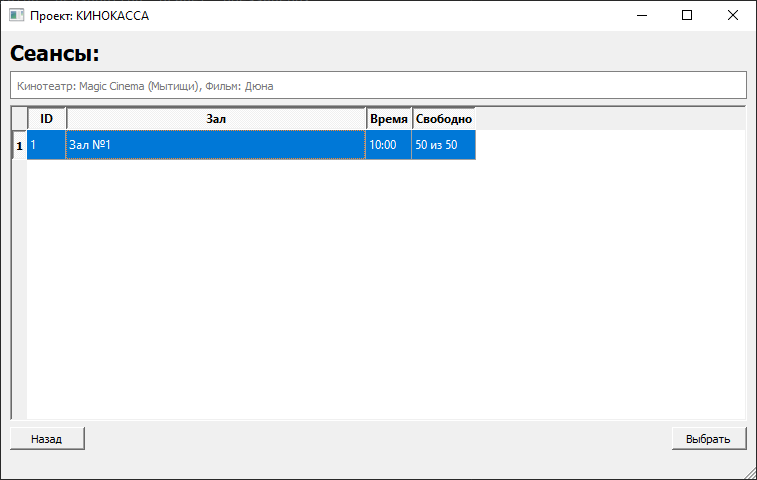 Проект: КИНОКАССА
Сеансы:
Кинотеатр: Magic Cinema (Мытищи), Фильм: Дюна
ID Зал Время Свободно
1 1 Зал №1 10:00 50 из 50
Назад Выбрать